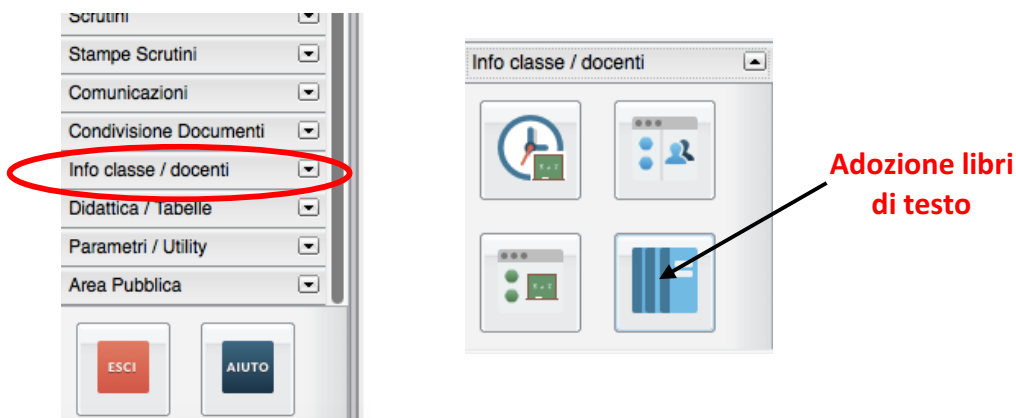 Scrutini
Stampe Scrutini
Comunicazioni
Condivisione Documenti
Info classe / docenti
Didattica / Tabelle
Parametri / Utility
Area Pubblica
ESCI
AIUTO
Info classe / docenti
Adozione libri
di testo